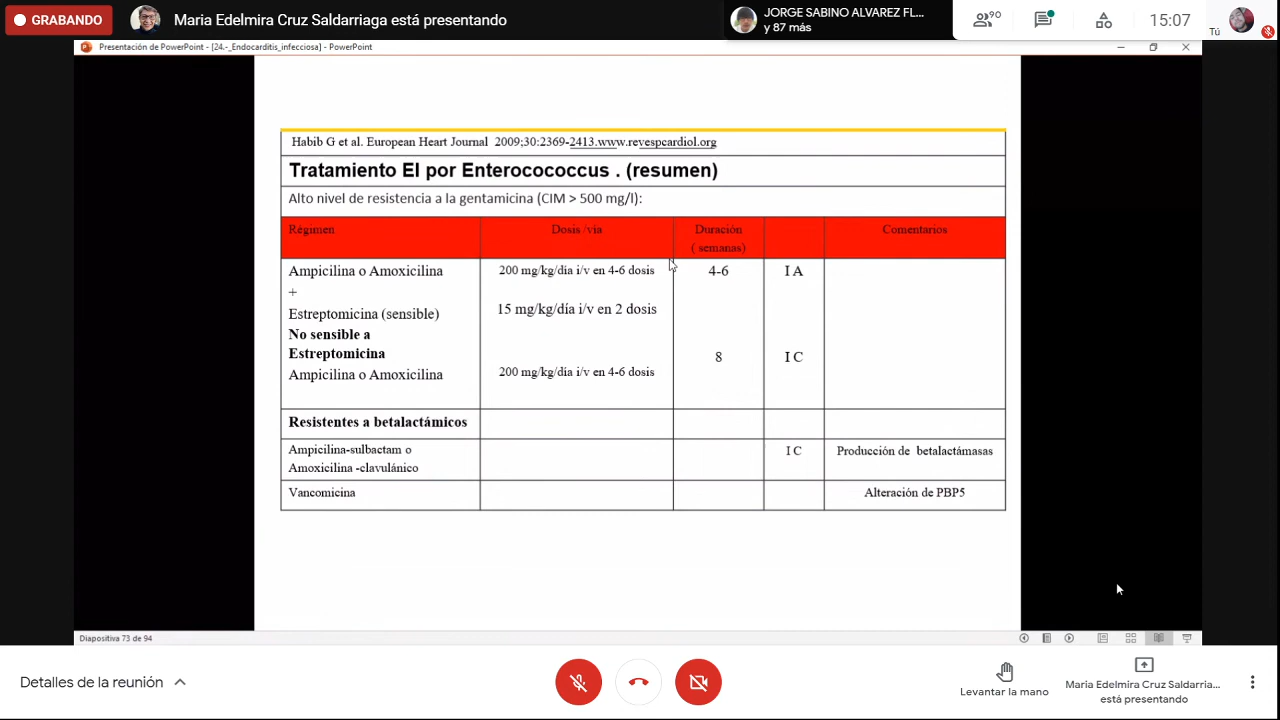 GRABANDO
Maria Edelmira Cruz Saldarriaga está presentando
JORGE SABINO ALVAREZ FL...
y 87 más
90
15:07
Tú
Presentación de PowerPoint - [24.-_Endocarditis_infecciosa] - PowerPoint
Habib G et al. European Heart Journal 2009;30:2369-2413.www.revespcardiol.org
Tratamiento EI por Enterocococcus . (resumen)
Alto nivel de resistencia a la gentamicina (CIM > 500 mg/l):
Régimen
Dosis /vía
Duración
( semanas)
Comentarios
Ampicilina o Amoxicilina
200 mg/kg/día i/v en 4-6 dosis
4-6
I A
+
Estreptomicina (sensible)
15 mg/kg/día i/v en 2 dosis
No sensible a
Estreptomicina
8
I C
Ampicilina o Amoxicilina
200 mg/kg/día i/v en 4-6 dosis
Resistentes a betalactámicos
Ampicilina-sulbactam o
Amoxicilina -clavulánico
I C
Producción de betalactámasas
Vancomicina
Alteración de PBP5
Diapositiva 73 de 94
Detalles de la reunión
Levantar la mano
Maria Edelmira Cruz Saldarria...
está presentando